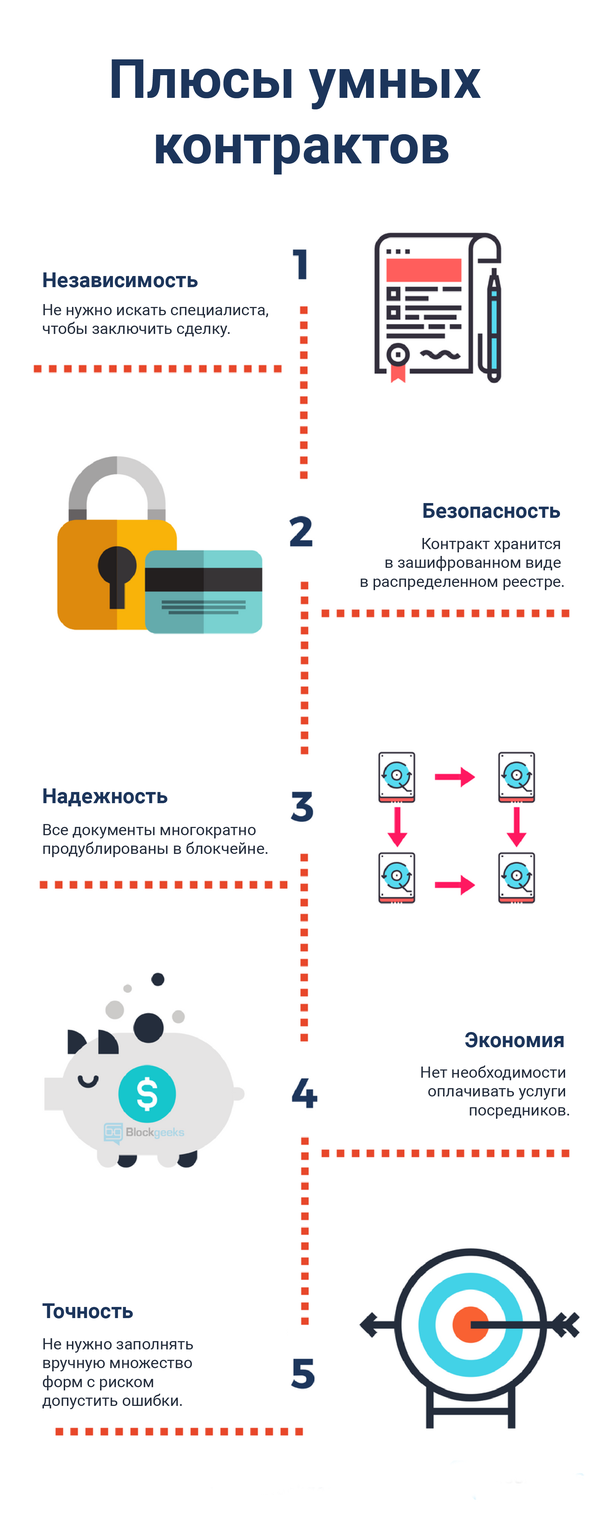 Плюсы умных
контрактов
1
Независимость
Не нужно искать специалиста,
чтобы заключить сделку.
2
Безопасность
Контракт хранится
в зашифрованном виде
в распределенном реестре.
3
Надежность
Все документы многократно
продублированы в блокчейне.
4
Экономия
Нет необходимости
оплачивать услуги
посредников.
$
Blockgeeks
5
Точность
Не нужно заполнять
вручную множество
форм с риском
допустить ошибки.